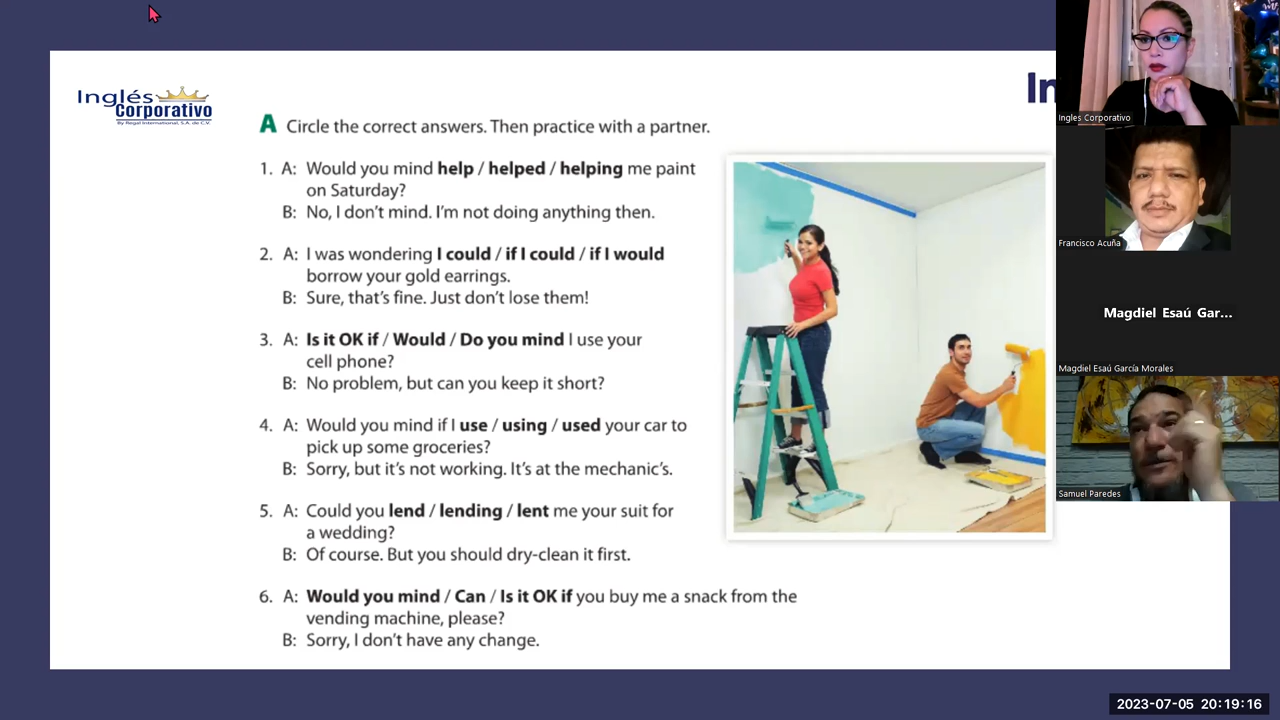 Inglés
Corporativo
By Regal International, S.A. de C.V.
In
A Circle the correct answers. Then practice with a partner.
1. A: Would you mind help / helped / helping me paint
on Saturday?
B: No, I don't mind. I'm not doing anything then.
2. A: I was wondering I could / if I could / if I would
borrow your gold earrings.
B: Sure, that's fine. Just don't lose them!
3. A: Is it OK if / Would / Do you mind I use your
cell phone?
B: No problem, but can you keep it short?
4. A: Would you mind if I use / using / used your car to
pick up some groceries?
B: Sorry, but it's not working. It's at the mechanic's.
5. A: Could you lend / lending / lent me your suit for
a wedding?
B: Of course. But you should dry-clean it first.
6. A: Would you mind / Can / Is it OK if you buy me a snack from the
vending machine, please?
B: Sorry, I don't have any change.
Ingles Corporativo
Francisco Acuña
Magdiel Esaú Gar...
Magdiel Esaú García Morales
Samuel Paredes
2023-07-05 20:19:16